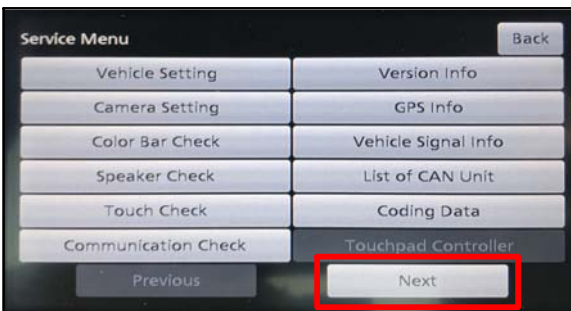 Service Menu
Back
Vehicle Setting
Version Info
Camera Setting
GPS Info
Color Bar Check
Vehicle Signal Info
Speaker Check
List of CAN Unit
Touch Check
Coding Data
Communication Check
Touchpad Controller
Previous
Next